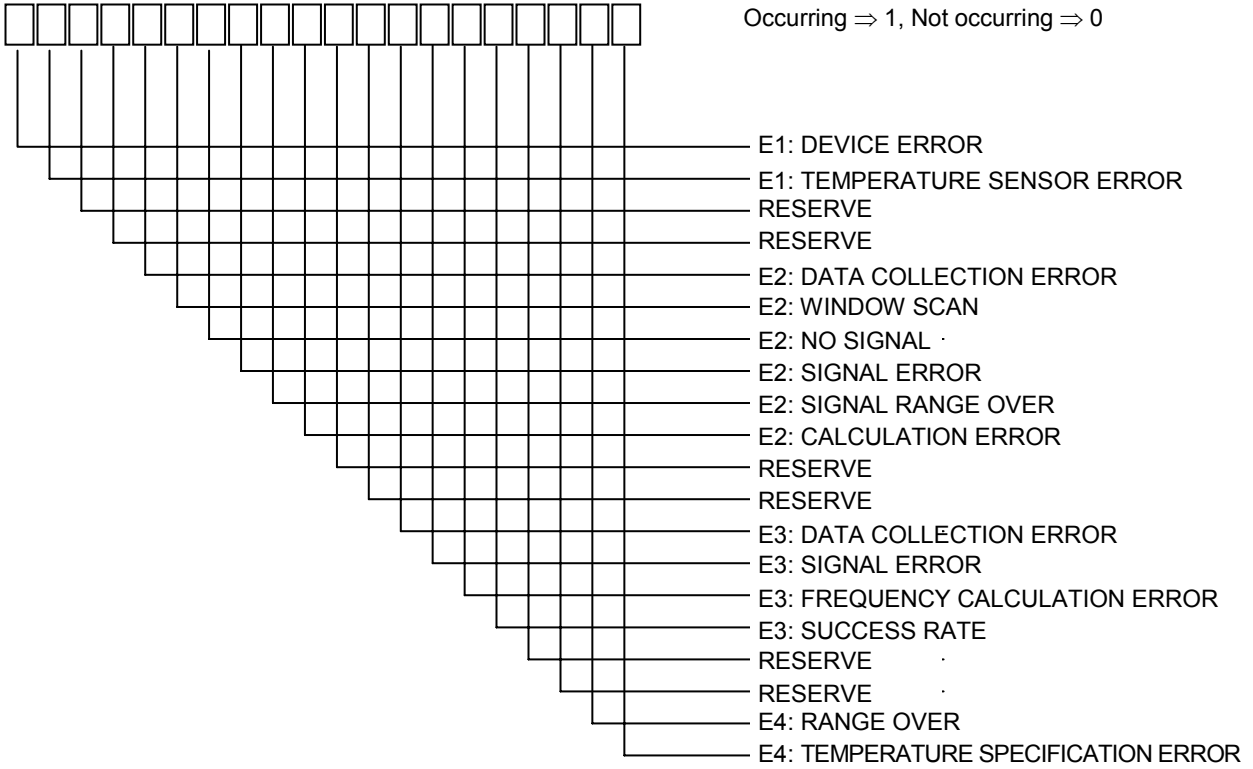 Occurring ⇒ 1, Not occurring ⇒ 0
E1: DEVICE ERROR
E1: TEMPERATURE SENSOR ERROR
RESERVE
RESERVE
E2: DATA COLLECTION ERROR
E2: WINDOW SCAN
E2: NO SIGNAL
E2: SIGNAL ERROR
E2: SIGNAL RANGE OVER
E2: CALCULATION ERROR
RESERVE
RESERVE
E3: DATA COLLECTION ERROR
E3: SIGNAL ERROR
E3: FREQUENCY CALCULATION ERROR
E3: SUCCESS RATE
RESERVE
RESERVE
E4: RANGE OVER
E4: TEMPERATURE SPECIFICATION ERROR